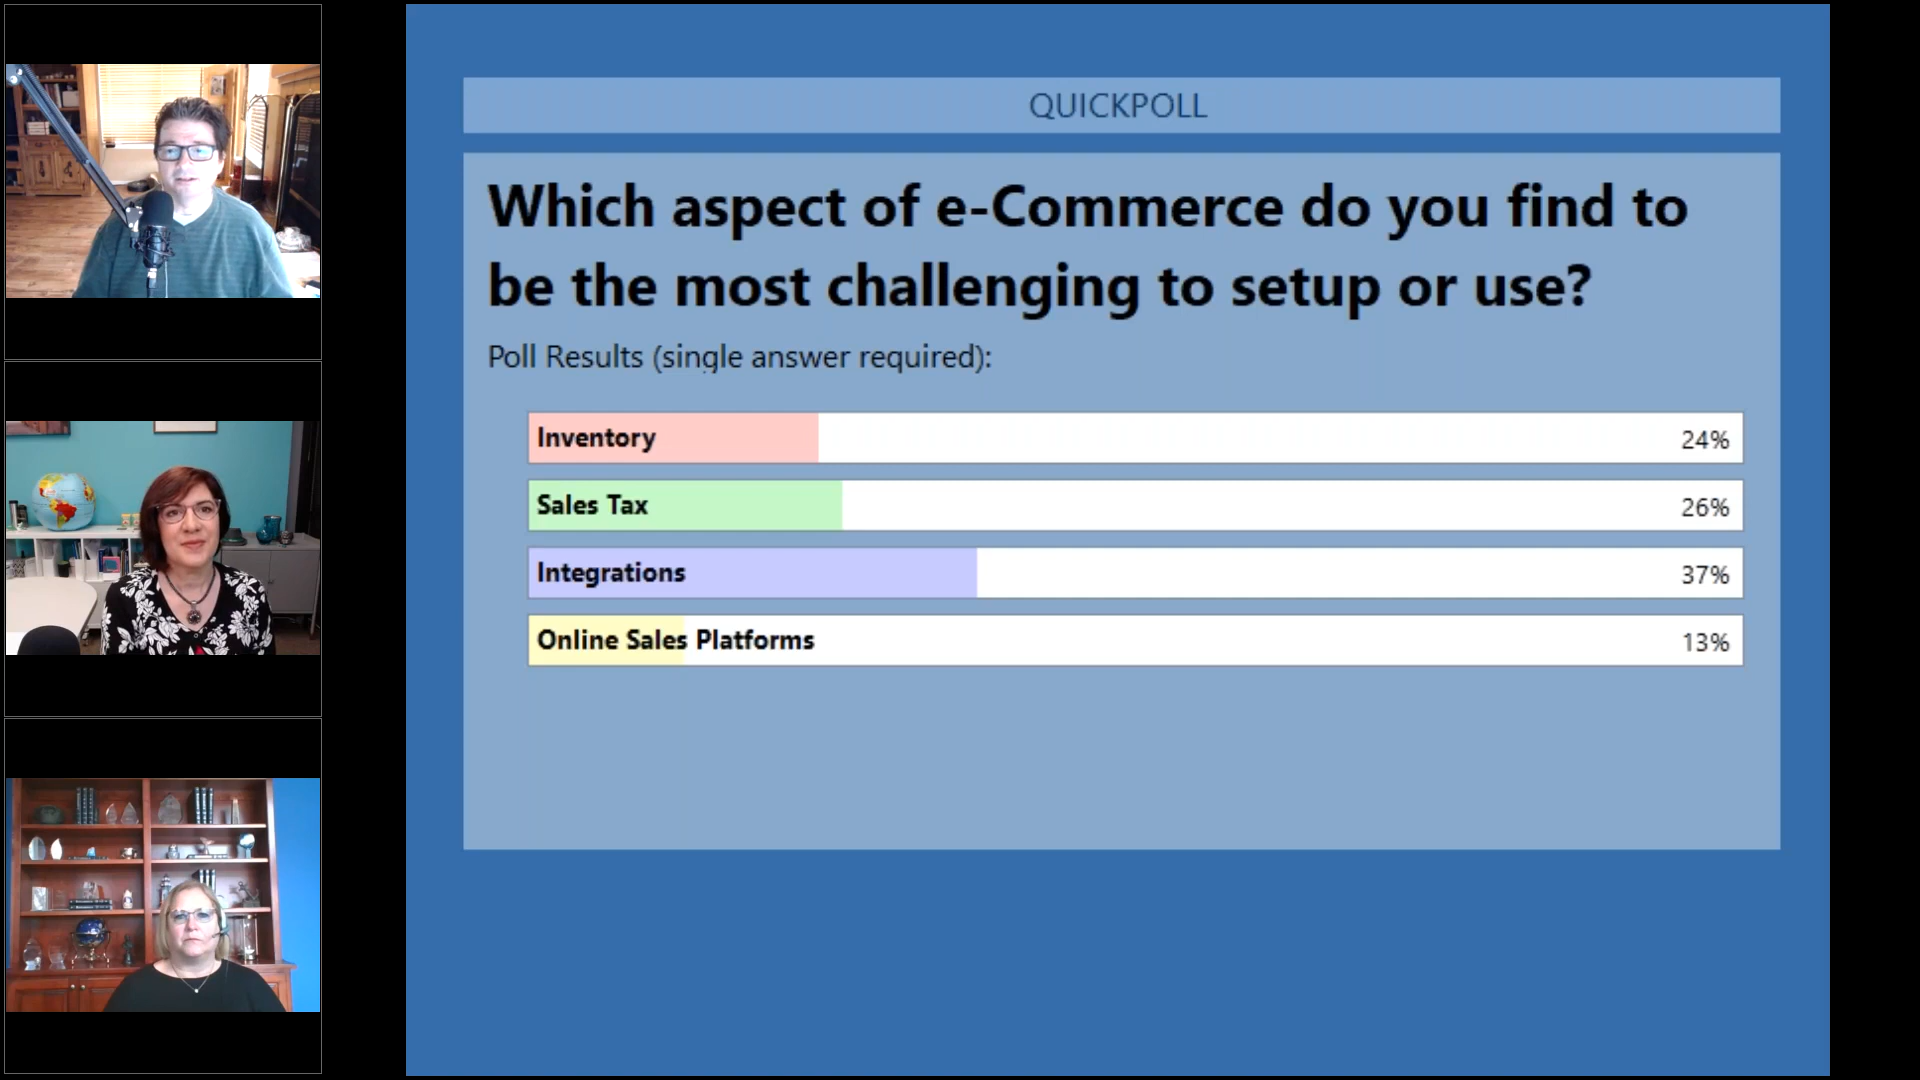 QUICKPOLL
Which aspect of e-Commerce do you find to
be the most challenging to setup or use?
Poll Results (single answer required):
Inventory 24%
Sales Tax 26%
Integrations 37%
Online Sales Platforms 13%